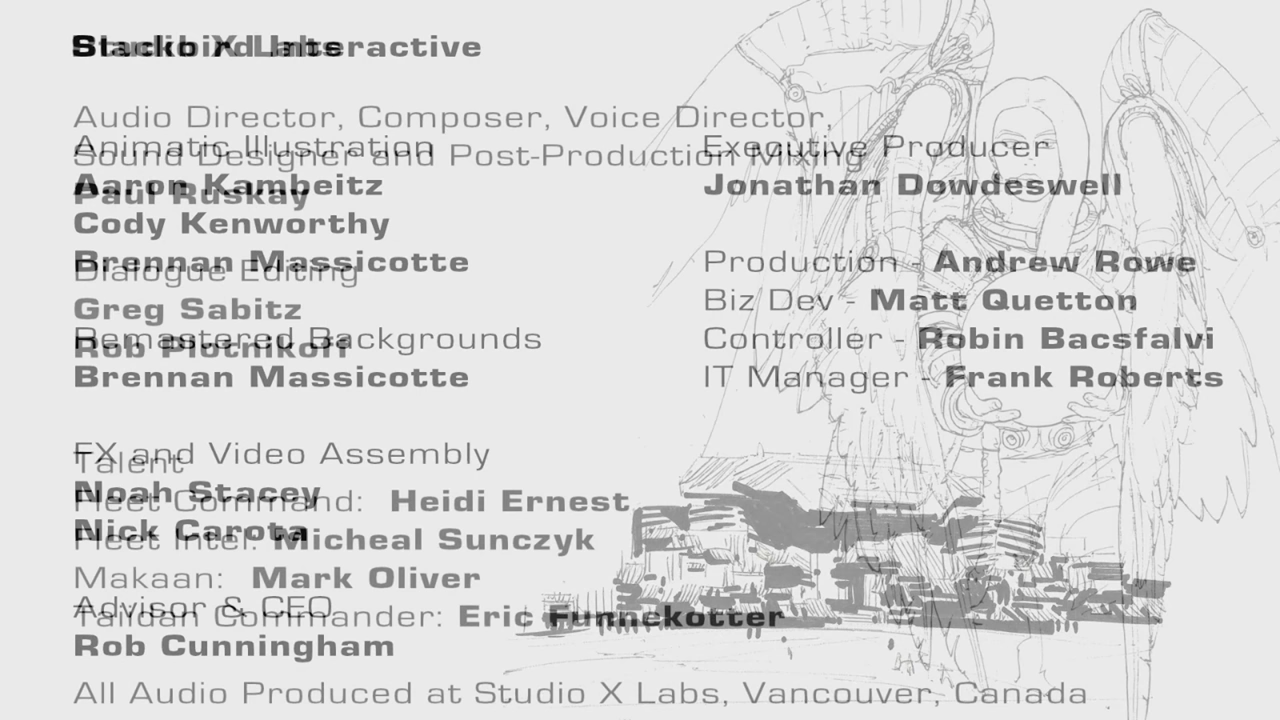 Studio X Labs
Blackbird Interactive
Audio Director, Composer, Voice Director,
Sound Designer and Post-Production Mixing
Paul Ruskay
Dialogue Editing
Greg Sabitz
Rob Plotnikoff
Talent
Fleet Command: Heidi Ernest
Fleet Intel: Micheal Sunczyk
Makaan: Mark Oliver
Taiidan Commander: Eric Funnekotter
All Audio Produced at Studio X Labs, Vancouver, Canada
Animatic Illustration
Aaron Kambeitz
Cody Kenworthy
Brennan Massicotte
Remastered Backgrounds
Brennan Massicotte
FX and Video Assembly
Noah Stacey
Nick Carota
Advisor & CEO
Rob Cunningham
Executive Producer
Jonathan Dowdeswell
Production - Andrew Rowe
Biz Dev - Matt Quetton
Controller - Robin Bacsfalvi
IT Manager - Frank Roberts